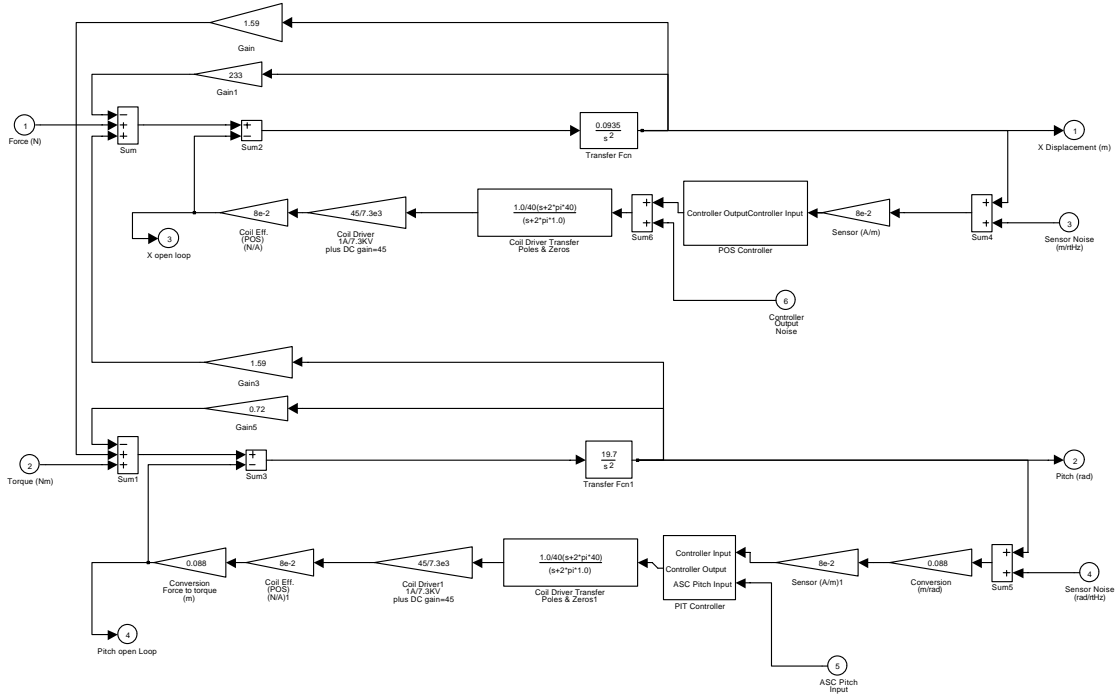 1.59
Gain
233
Gain1
1
Force (N)
−
+
+
Sum
+
−
Sum2
0.0935
s 2
Transfer Fcn
1
X Displacement (m)
8e-2
Coil Eff.
(POS)
(N/A)
45/7.3e3
Coil Driver
1A/7.3KV
plus DC gain=45
1.0/40(s+2*pi*40)
(s+2*pi*1.0)
Coil Driver Transfer
Poles & Zeros
+
+
Sum6
Controller Output
Controller Input
POS Controller
8e-2
Sensor (A/m)
+
+
Sum4
3
Sensor Noise
(m/rtHz)
3
X open loop
6
Controller
Output
Noise
1.59
Gain3
0.72
Gain5
2
Torque (Nm)
−
+
+
Sum1
+
−
Sum3
19.7
s 2
Transfer Fcn1
2
Pitch (rad)
0.088
Conversion
Force to torque
(m)
8e-2
Coil Eff.
(POS)
(N/A)1
45/7.3e3
Coil Driver1
1A/7.3KV
plus DC gain=45
1.0/40(s+2*pi*40)
(s+2*pi*1.0)
Coil Driver Transfer
Poles & Zeros1
Controller Input
Controller Output
ASC Pitch Input
PIT Controller
8e-2
Sensor (A/m)1
0.088
Conversion
(m/rad)
+
+
Sum5
4
Sensor Noise
(rad/rtHz)
4
Pitch open Loop
5
ASC Pitch
Input